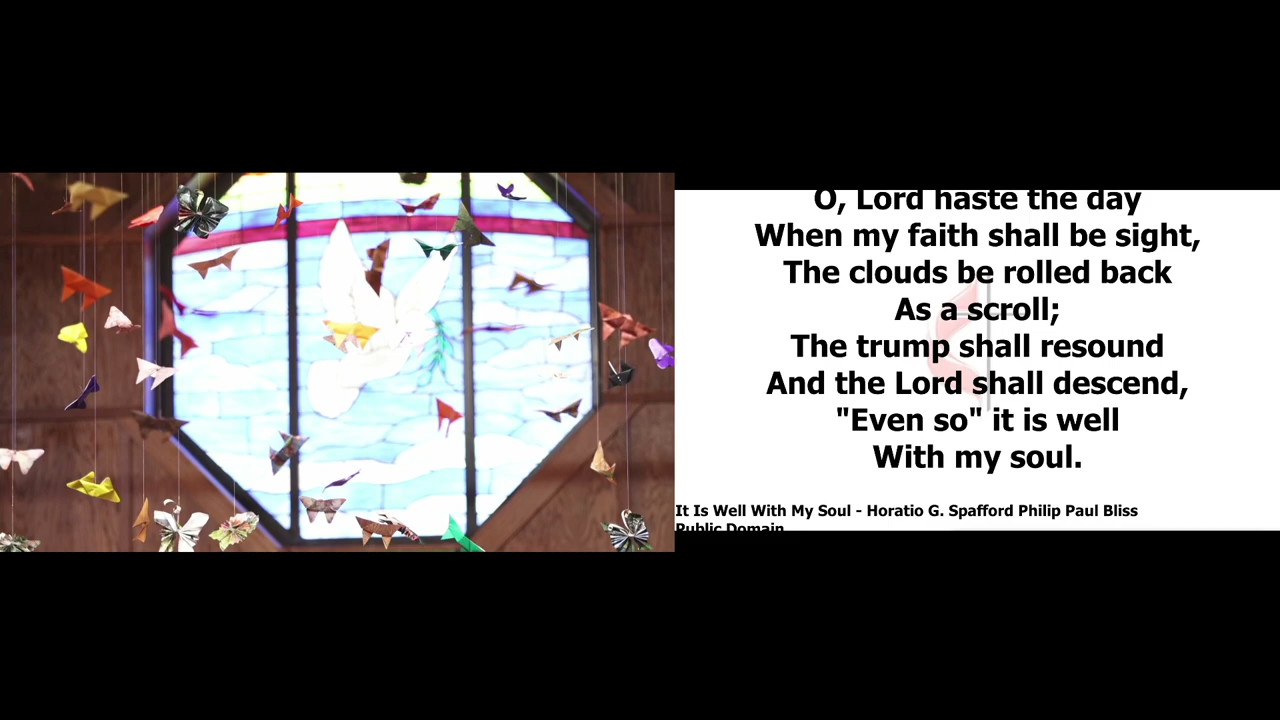 O, Lord haste the day
When my faith shall be sight,
The clouds be rolled back
As a scroll;
The trump shall resound
And the Lord shall descend,
"Even so" it is well
With my soul.
It Is Well With My Soul - Horatio G. Spafford Philip Paul Bliss
Public Domain